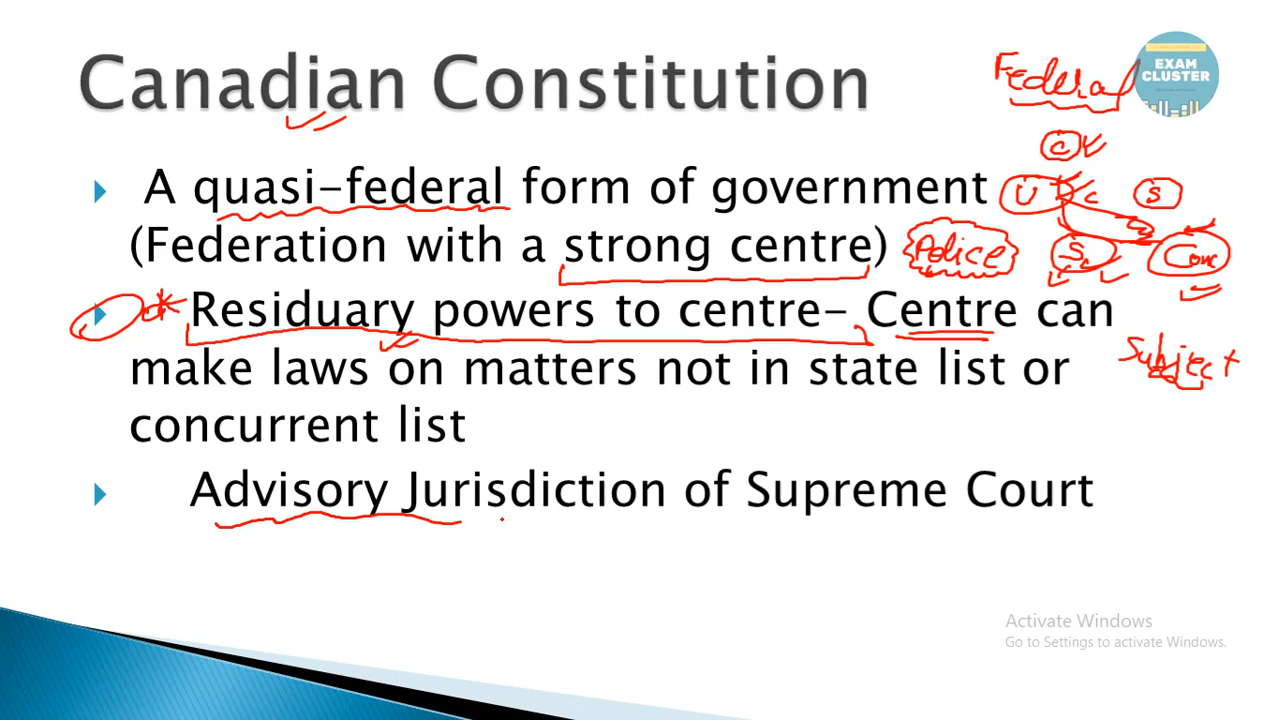 Canadian Constitution
Federal
EXAM
CLUSTER
C
A quasi-federal form of government
U C S
(Federation with a strong centre)
Police
Sc Conc
Residuary powers to centre- Centre can
make laws on matters not in state list or
Subject
concurrent list
Advisory Jurisdiction of Supreme Court
Activate Windows
Go to Settings to activate Windows.